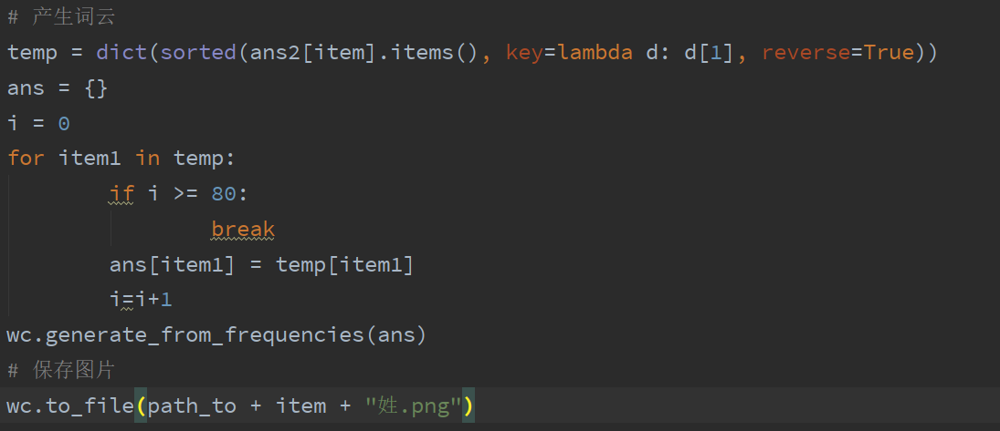 # 产生词云
temp = dict(sorted(ans2[item].items(), key=lambda d: d[1], reverse=True))
ans = {}
i = 0
for item1 in temp:
        if i >= 80:
                break
        ans[item1] = temp[item1]
        i=i+1
wc.generate_from_frequencies(ans)
# 保存图片
wc.to_file(path_to + item + "姓.png")